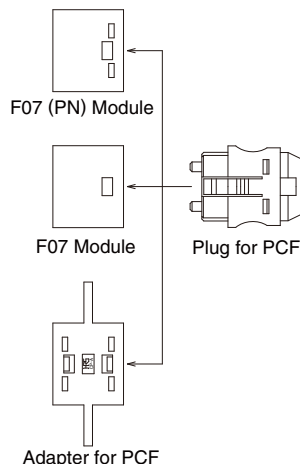 F07 (PN) Module
F07 Module
Plug for PCF
Adapter for PCF